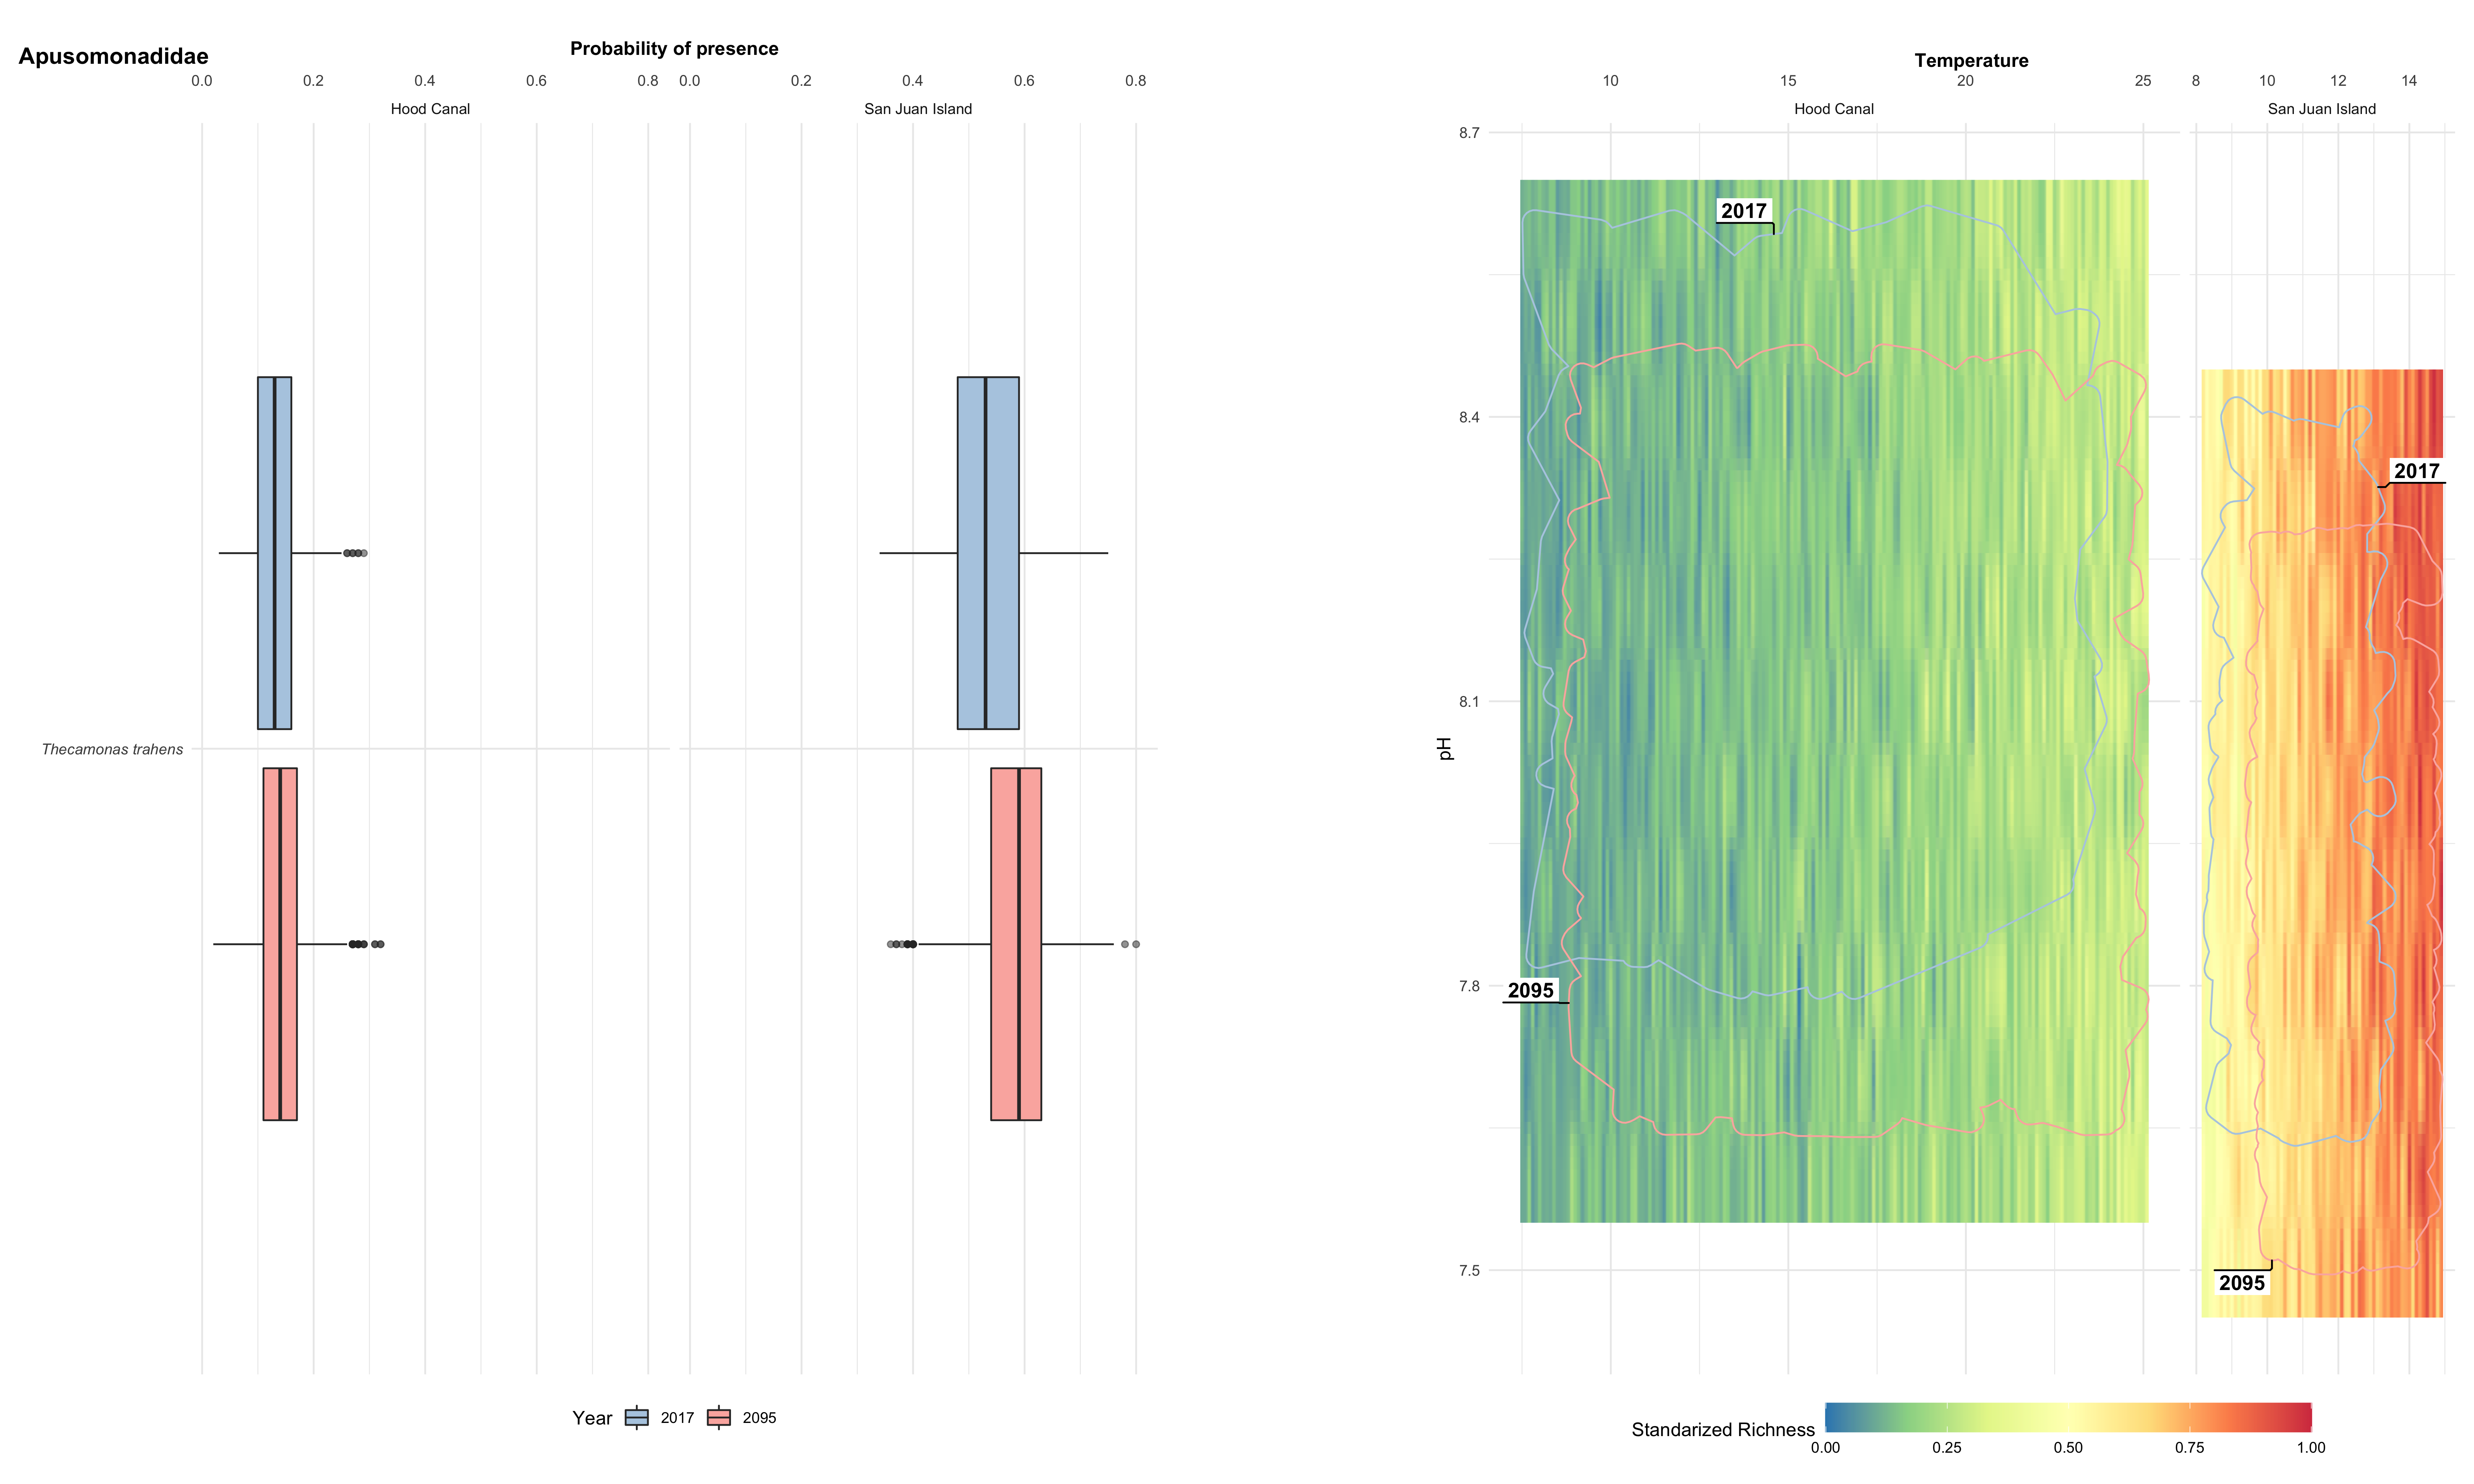 Apusomonadidae
Probability of presence
0.0 0.2 0.4 0.6 0.8 0.0 0.2 0.4 0.6 0.8
Hood Canal San Juan Island
Thecamonas trahens
Year 2017 2095
Temperature
10 15 20 25 8 10 12 14
Hood Canal San Juan Island
8.7
8.4
8.1
7.8
7.5
pH
2017
2017
2095
2095
Standarized Richness
0.00 0.25 0.50 0.75 1.00